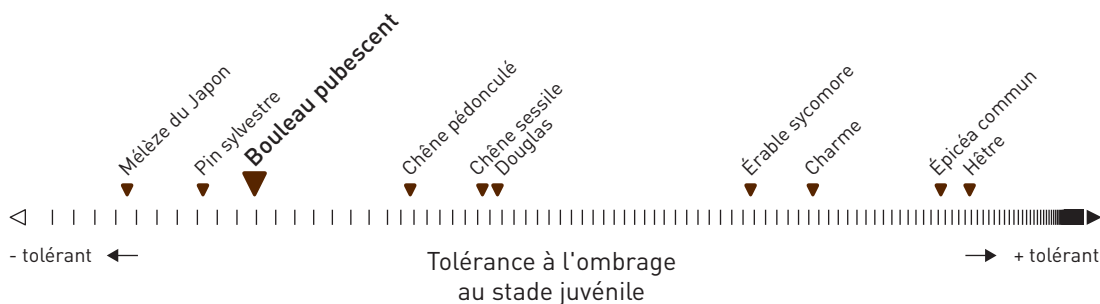 Mélèze du Japon
Pin sylvestre
Bouleau pubescent
Chêne pédonculé
Chêne sessile
Douglas
Érable sycomore
Charme
Épicéa commun
Hêtre
- tolérant
+ tolérant
Tolérance à l'ombrage
au stade juvénile